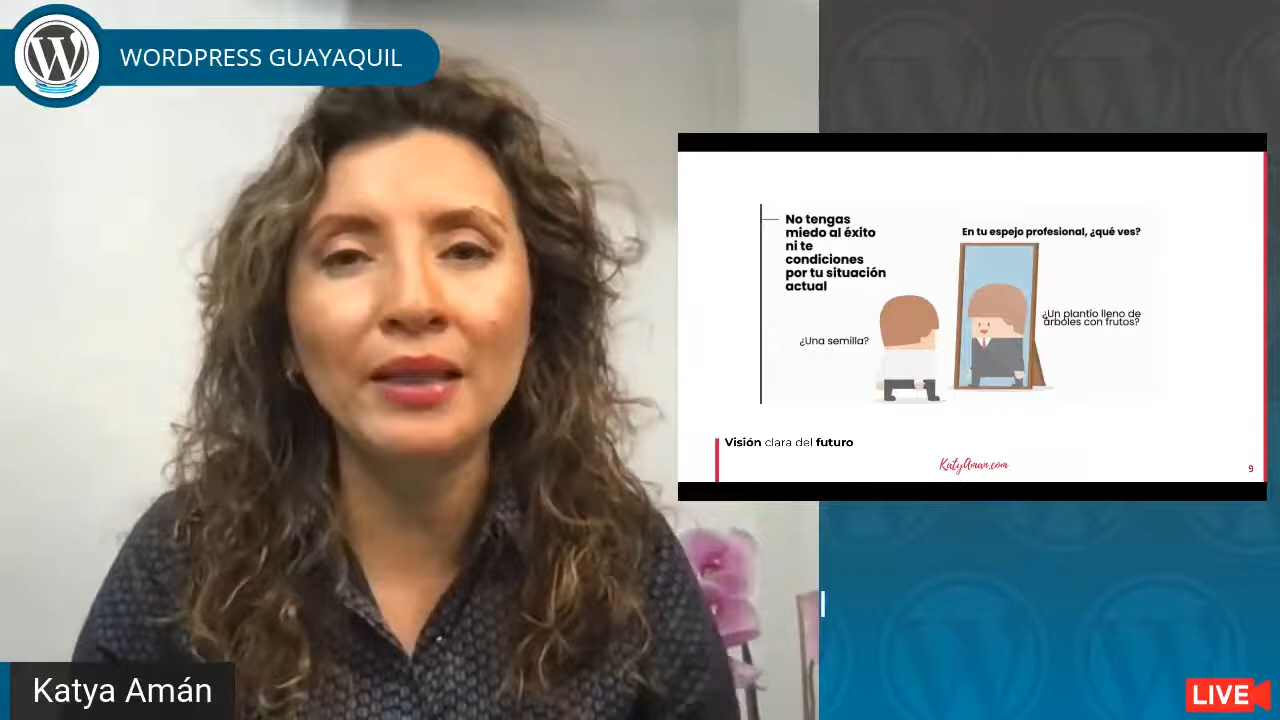 WORDPRESS GUAYAQUIL
No tengas
miedo al éxito
ni te
condiciones
por tu situación
actual
En tu espejo profesional, ¿qué ves?
¿Una semilla?
¿Un plantío lleno de
árboles con frutos?
Visión clara del futuro
KatyAman.com
9
Katya Amán
LIVE